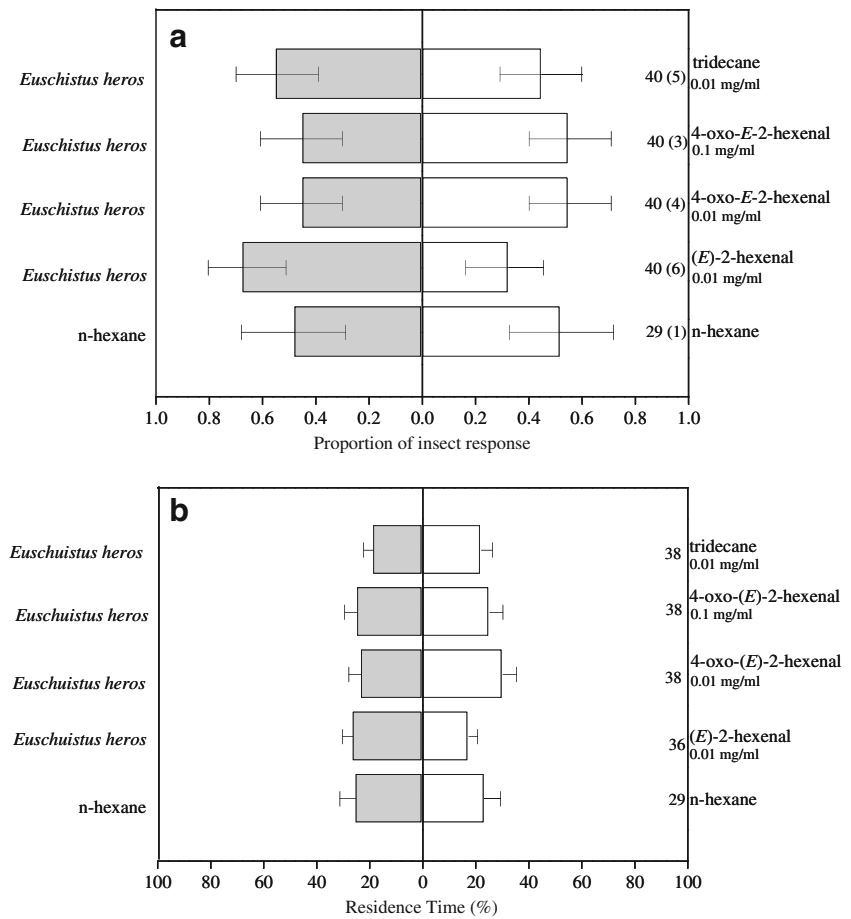 a
Euschistus heros 40 (5) tridecane
0.01 mg/ml
Euschistus heros 40 (3) 4-oxo-E-2-hexenal
0.1 mg/ml
Euschistus heros 40 (4) 4-oxo-E-2-hexenal
0.01 mg/ml
Euschistus heros 40 (6) (E)-2-hexenal
0.01 mg/ml
n-hexane 29 (1) n-hexane
1.0 0.8 0.6 0.4 0.2 0.0 0.2 0.4 0.6 0.8 1.0
Proportion of insect response
b
Euschuistus heros 38 tridecane
0.01 mg/ml
Euschuistus heros 38 4-oxo-(E)-2-hexenal
0.1 mg/ml
Euschuistus heros 38 4-oxo-(E)-2-hexenal
0.01 mg/ml
Euschuistus heros 36 (E)-2-hexenal
0.01 mg/ml
n-hexane 29 n-hexane
100 80 60 40 20 0 20 40 60 80 100
Residence Time (%)